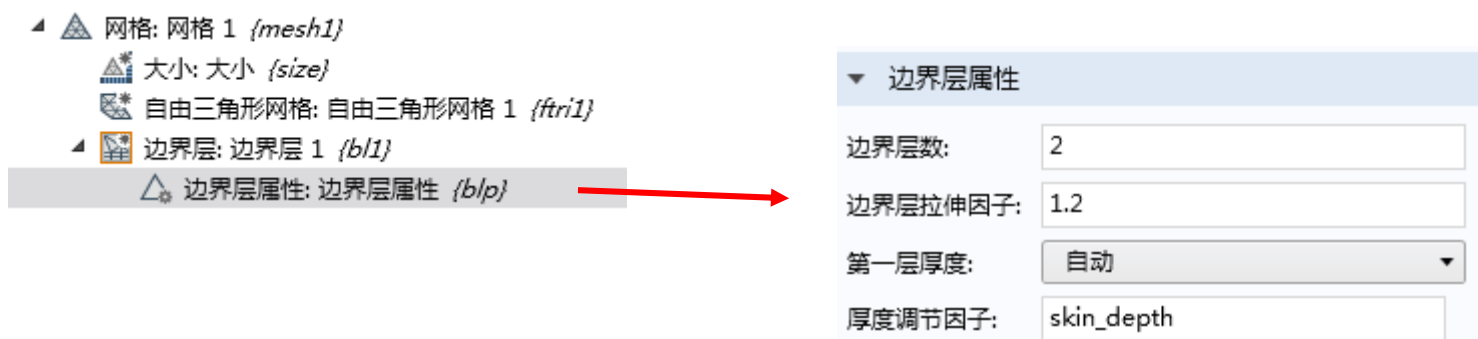 网格: 网格 1 {mesh1}
大小: 大小 {size}
自由三角形网格: 自由三角形网格 1 {ftri1}
边界层: 边界层 1 {bl1}
边界层属性: 边界层属性 {blp}
边界层属性
边界层数: 2
边界层拉伸因子: 1.2
第一层厚度: 自动
厚度调节因子: skin_depth